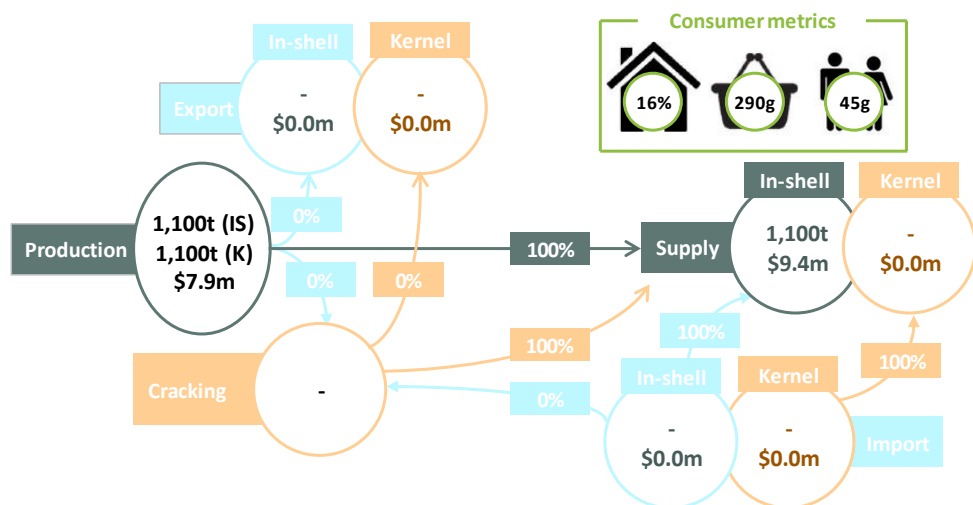 Consumer metrics
16%
290g
45g
In-shell
Kernel
Export
-
$0.0m
-
$0.0m
Production
1,100t (IS)
1,100t (K)
$7.9m
0%
0%
0%
100%
Supply
In-shell
Kernel
1,100t
$9.4m
-
$0.0m
Cracking
-
100%
0%
100%
100%
In-shell
Kernel
-
$0.0m
-
$0.0m
Import